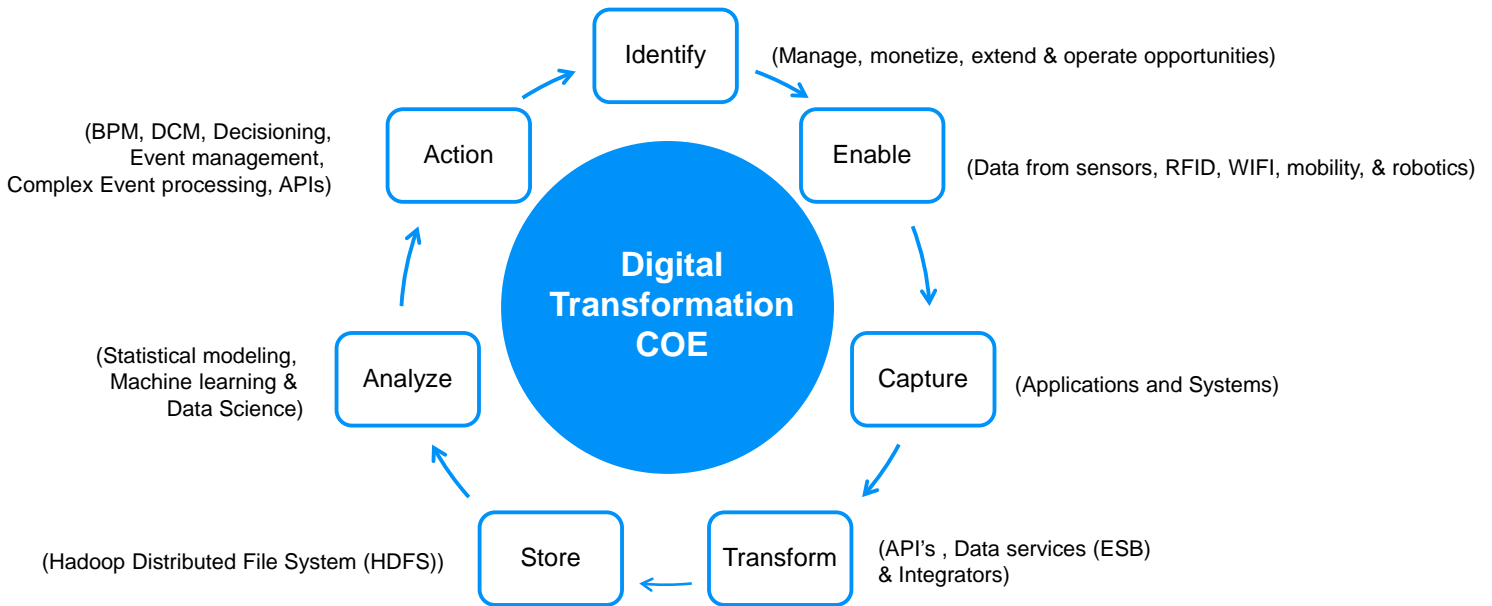 Identify
(Manage, monetize, extend & operate opportunities)
Enable
(Data from sensors, RFID, WIFI, mobility, & robotics)
Capture
(Applications and Systems)
Transform
(API's , Data services (ESB)
& Integrators)
Store
(Hadoop Distributed File System (HDFS))
Analyze
(Statistical modeling,
Machine learning &
Data Science)
Action
(BPM, DCM, Decisioning,
Event management,
Complex Event processing, APIs)
Digital
Transformation
COE